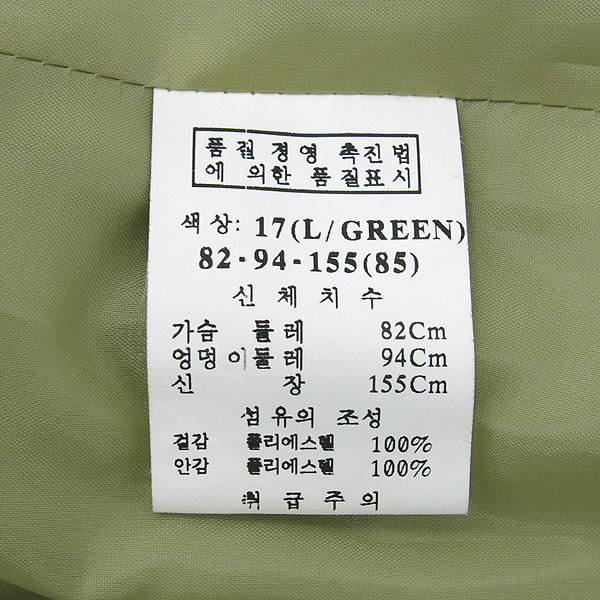 품질경영촉진법
에 의한 품질표시
색상: 17(L/GREEN)
82-94-155(85)
신체치수
가슴둘레 82Cm
엉덩이둘레 94Cm
신장 155Cm
섬유의 조성
겉감 폴리에스텔 100%
안감 폴리에스텔 100%
취급주의